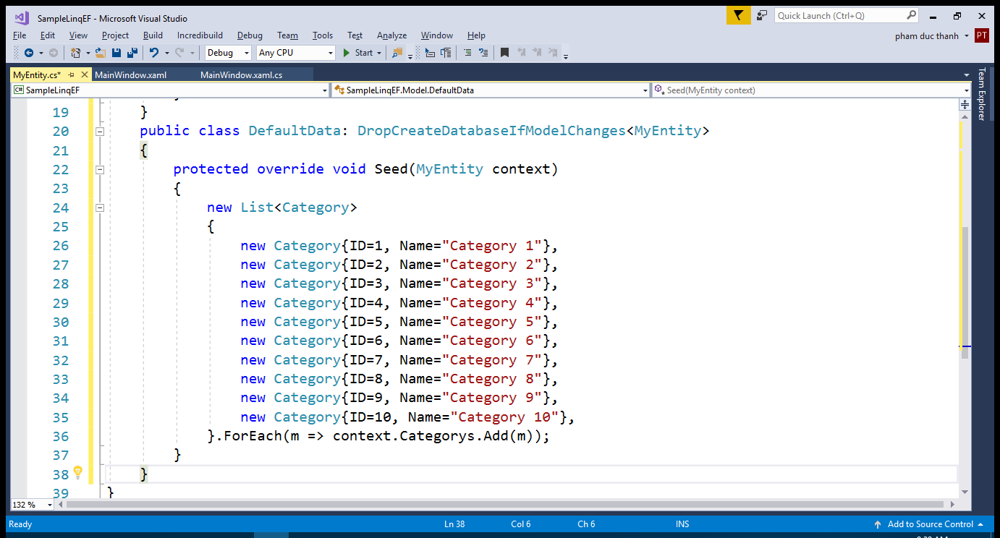 SampleLinqEF - Microsoft Visual Studio
Quick Launch (Ctrl+Q)
File Edit View Project Build Incredibuild Debug Team Tools Test Analyze Window Help
pham duc thanh PT
Debug Any CPU Start
MyEntity.cs* MainWindow.xaml MainWindow.xaml.cs
Team Explorer
C# SampleLinqEF SampleLinqEF.Model.DefaultData Seed(MyEntity context)
19 }
20 public class DefaultData: DropCreateDatabaseIfModelChanges<MyEntity>
21 {
22 protected override void Seed(MyEntity context)
23 {
24 new List<Category>
25 {
26 new Category{ID=1, Name="Category 1"},
27 new Category{ID=2, Name="Category 2"},
28 new Category{ID=3, Name="Category 3"},
29 new Category{ID=4, Name="Category 4"},
30 new Category{ID=5, Name="Category 5"},
31 new Category{ID=6, Name="Category 6"},
32 new Category{ID=7, Name="Category 7"},
33 new Category{ID=8, Name="Category 8"},
34 new Category{ID=9, Name="Category 9"},
35 new Category{ID=10, Name="Category 10"},
36 }.ForEach(m => context.Categorys.Add(m));
37 }
38 }
39 }
132 %
Ready Ln 38 Col 6 Ch 6 INS Add to Source Control